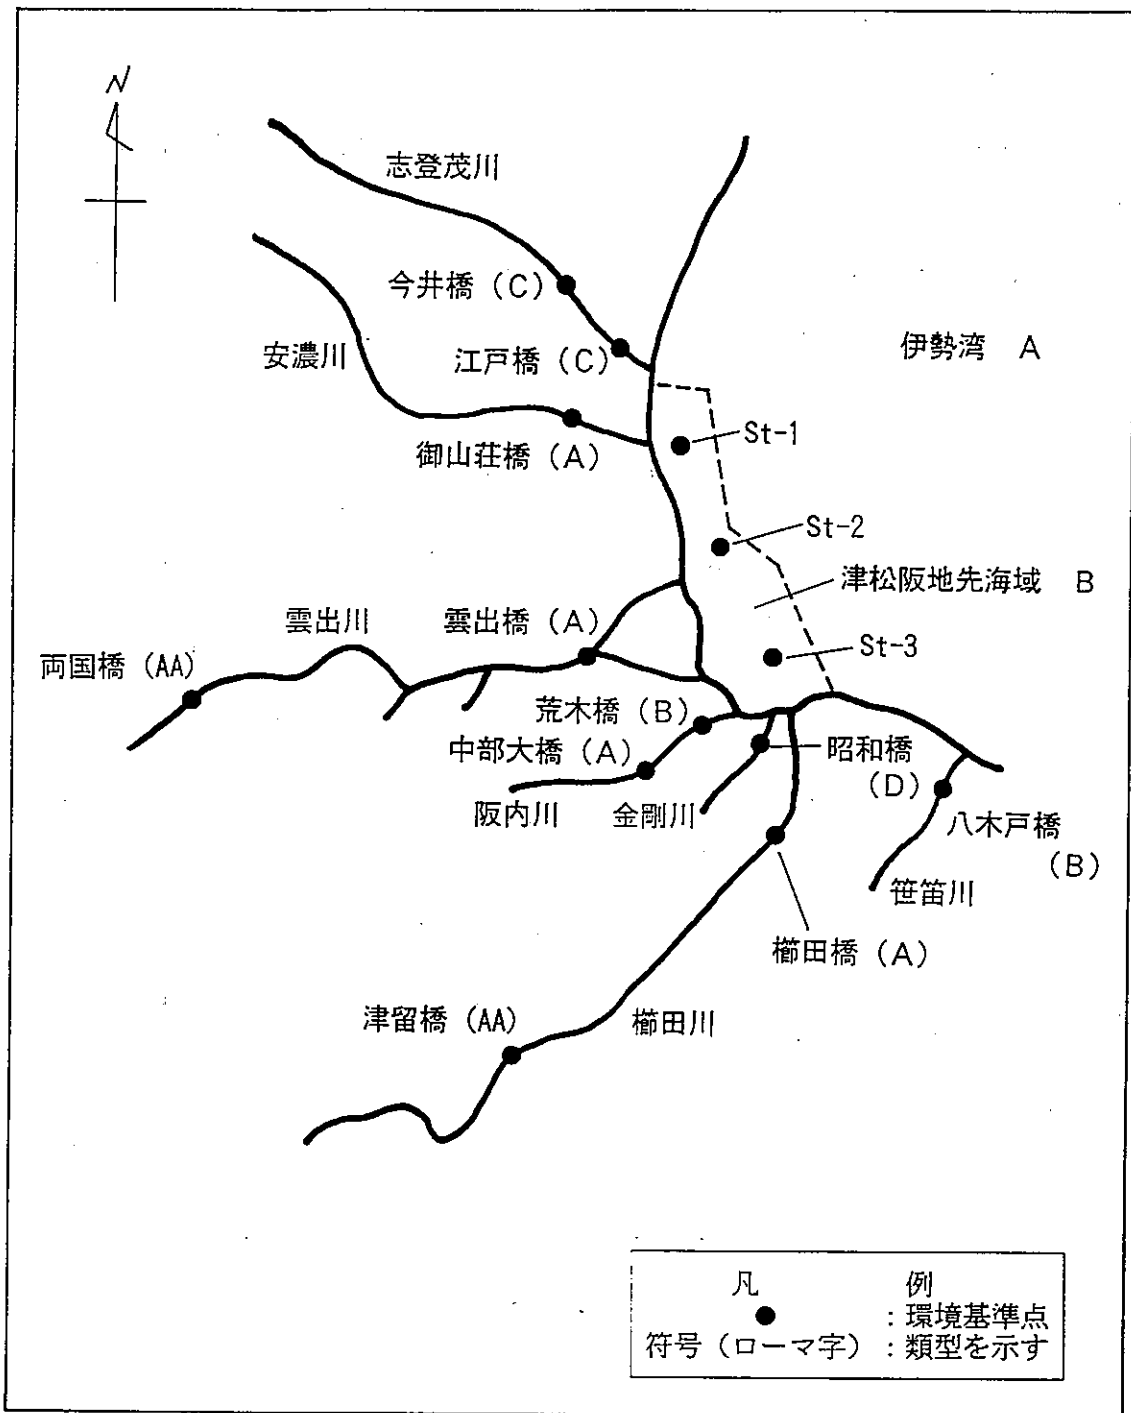 N
志登茂川
今井橋（C）
安濃川
江戸橋（C）
伊勢湾 A
御山荘橋（A）
St-1
St-2
津松阪地先海域 B
雲出川
雲出橋（A）
両国橋（AA）
St-3
荒木橋（B）
中部大橋（A）
昭和橋
（D）
阪内川
金剛川
八木戸橋
（B）
笹笛川
櫛田橋（A）
津留橋（AA）
櫛田川
凡 例
● ：環境基準点
符号（ローマ字）：類型を示す